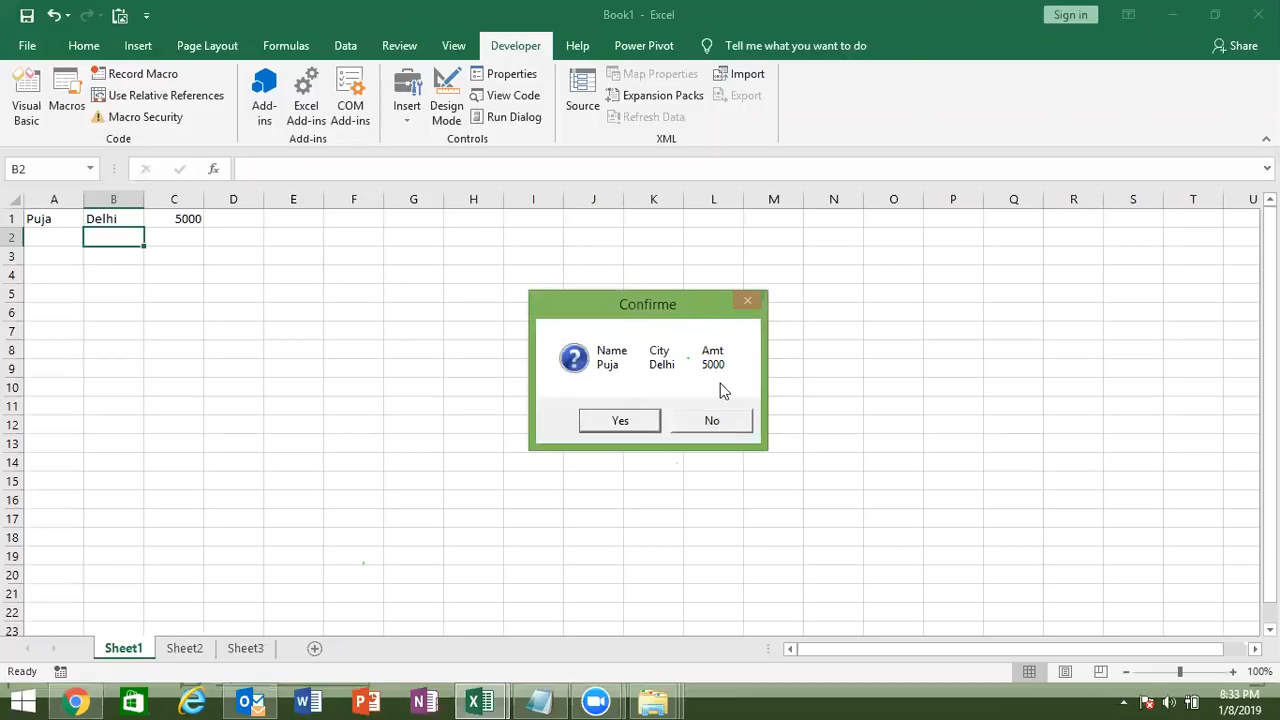 Book1 - Excel
Sign in
File Home Insert Page Layout Formulas Data Review View Developer Help Power Pivot Tell me what you want to do Share
Visual Basic
Macros
Record Macro
Use Relative References
Macro Security
Code
Add-ins
Excel Add-ins
COM Add-ins
Add-ins
Insert
Design Mode
Properties
View Code
Run Dialog
Controls
Source
Map Properties
Expansion Packs
Refresh Data
Import
Export
XML
B2
fx
A B C D E F G H I J K L M N O P Q R S T U
1 Puja Delhi 5000
2
3
4
5
6
7
8
9
10
11
12
13
14
15
16
17
18
19
20
21
22
23
Confirme
Name City Amt
Puja Delhi 5000
Yes No
Sheet1 Sheet2 Sheet3
Ready
100%
8:33 PM
1/8/2019